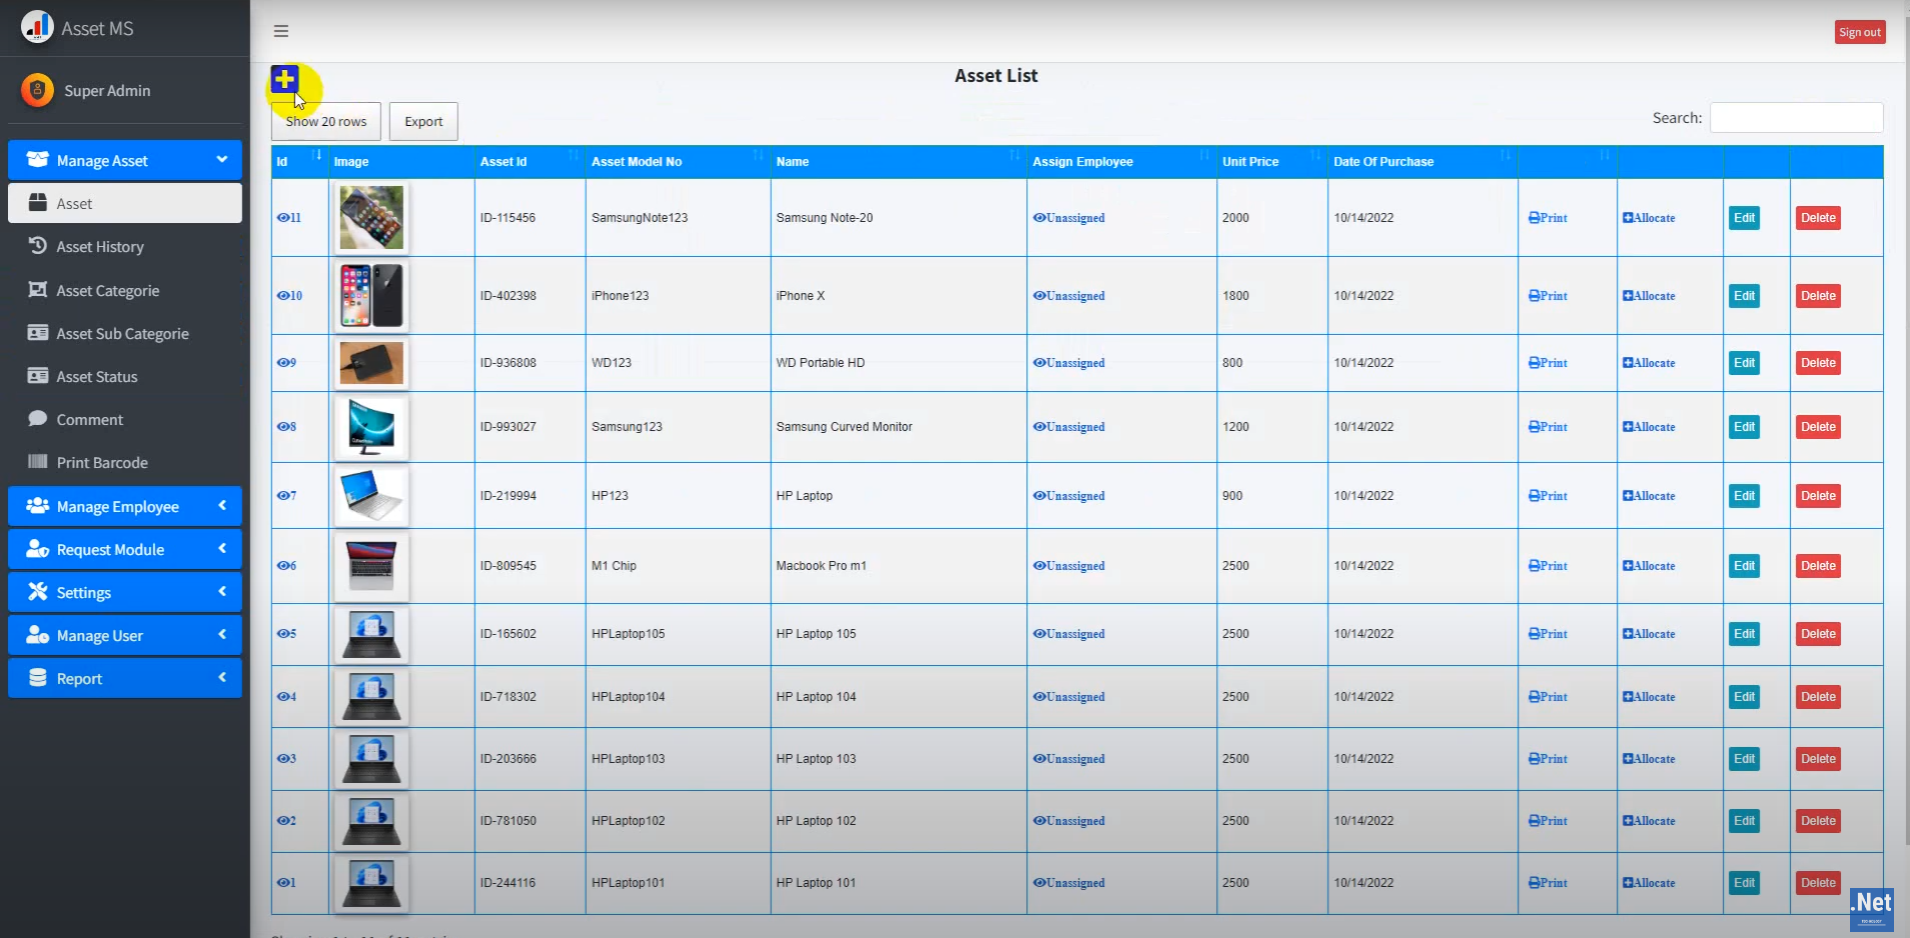 Asset MS
Sign out
Super Admin
Asset List
Show 20 rows
Export
Search:
Manage Asset
Asset
Asset History
Asset Categorie
Asset Sub Categorie
Asset Status
Comment
Print Barcode
Manage Employee
Request Module
Settings
Manage User
Report
Id Image Asset Id Asset Model No Name Assign Employee Unit Price Date Of Purchase
11 ID-115456 SamsungNote123 Samsung Note-20 Unassigned 2000 10/14/2022 Print Allocate Edit Delete
10 ID-402398 iPhone123 iPhone X Unassigned 1800 10/14/2022 Print Allocate Edit Delete
9 ID-936808 WD123 WD Portable HD Unassigned 800 10/14/2022 Print Allocate Edit Delete
8 ID-993027 Samsung123 Samsung Curved Monitor Unassigned 1200 10/14/2022 Print Allocate Edit Delete
7 ID-219994 HP123 HP Laptop Unassigned 900 10/14/2022 Print Allocate Edit Delete
6 ID-809545 M1 Chip Macbook Pro m1 Unassigned 2500 10/14/2022 Print Allocate Edit Delete
5 ID-165602 HPLaptop105 HP Laptop 105 Unassigned 2500 10/14/2022 Print Allocate Edit Delete
4 ID-718302 HPLaptop104 HP Laptop 104 Unassigned 2500 10/14/2022 Print Allocate Edit Delete
3 ID-203666 HPLaptop103 HP Laptop 103 Unassigned 2500 10/14/2022 Print Allocate Edit Delete
2 ID-781050 HPLaptop102 HP Laptop 102 Unassigned 2500 10/14/2022 Print Allocate Edit Delete
1 ID-244116 HPLaptop101 HP Laptop 101 Unassigned 2500 10/14/2022 Print Allocate Edit Delete
.Net